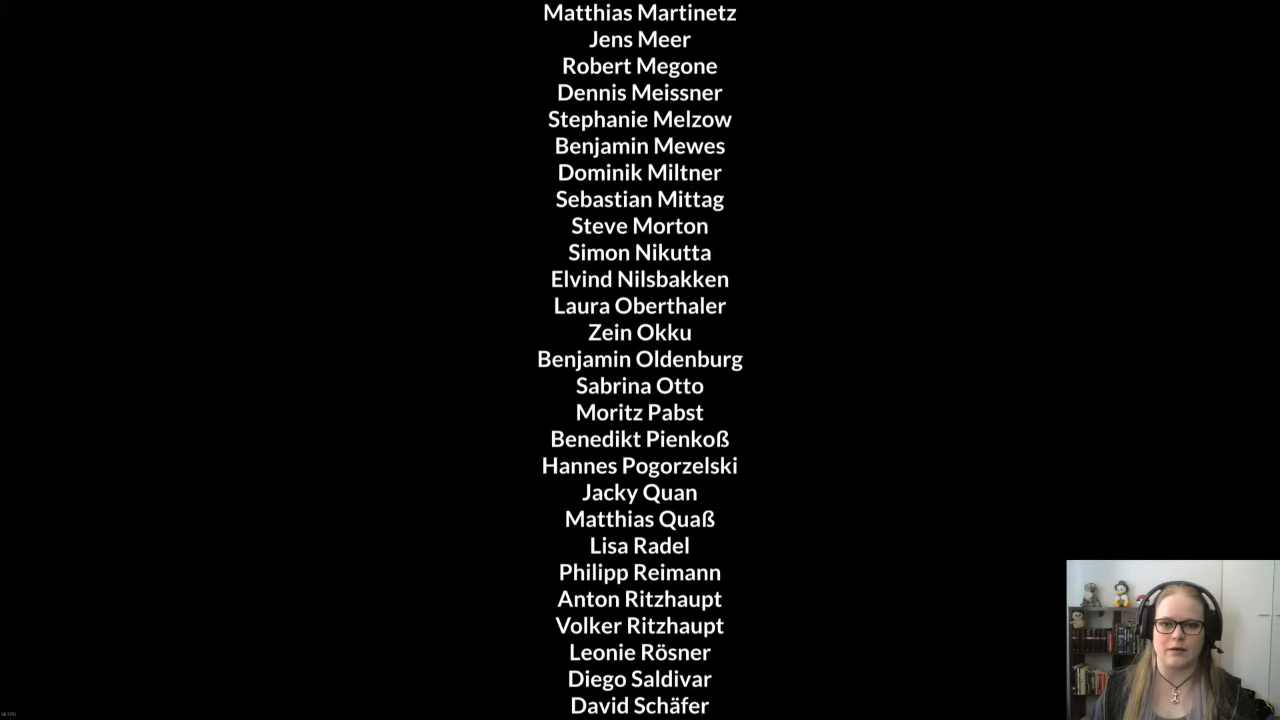 Matthias Martinetz
Jens Meer
Robert Megone
Dennis Meissner
Stephanie Melzow
Benjamin Mewes
Dominik Miltner
Sebastian Mittag
Steve Morton
Simon Nikutta
Elvind Nilsbakken
Laura Oberthaler
Zein Okku
Benjamin Oldenburg
Sabrina Otto
Moritz Pabst
Benedikt Pienkoß
Hannes Pogorzelski
Jacky Quan
Matthias Quaß
Lisa Radel
Philipp Reimann
Anton Ritzhaupt
Volker Ritzhaupt
Leonie Rösner
Diego Saldivar
David Schäfer